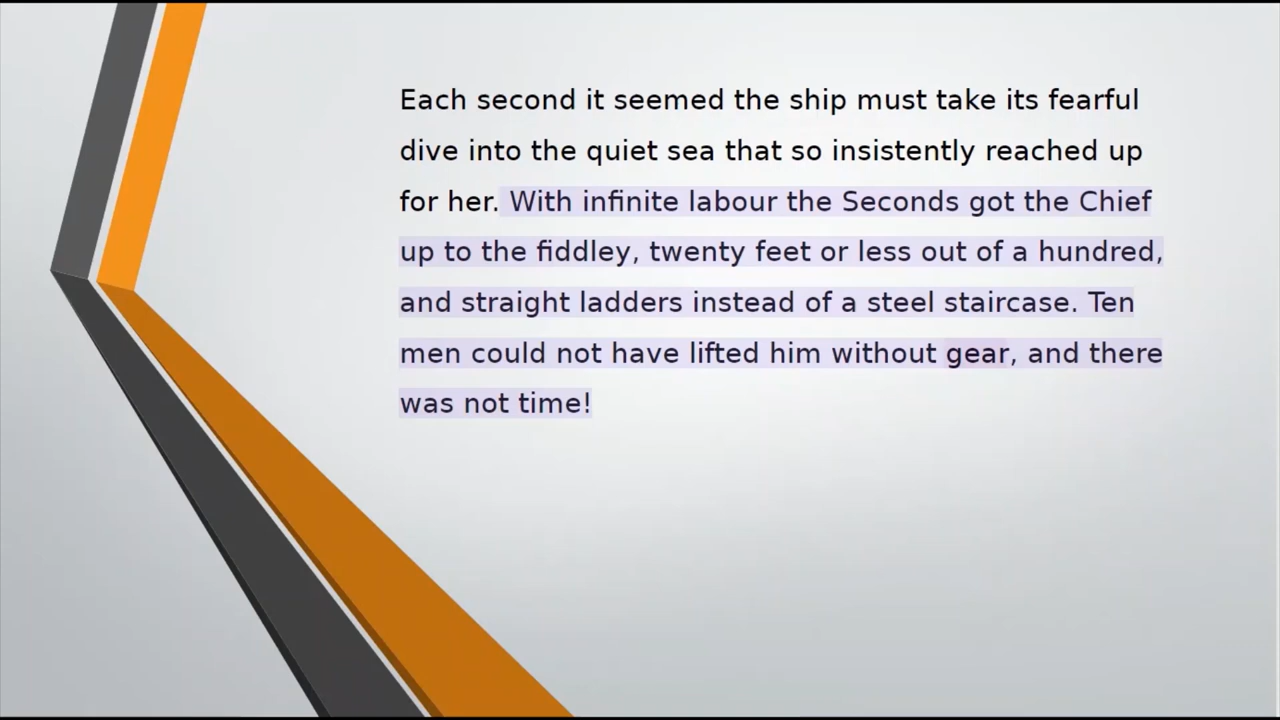 Each second it seemed the ship must take its fearful
dive into the quiet sea that so insistently reached up
for her. With infinite labour the Seconds got the Chief
up to the fiddley, twenty feet or less out of a hundred,
and straight ladders instead of a steel staircase. Ten
men could not have lifted him without gear, and there
was not time!